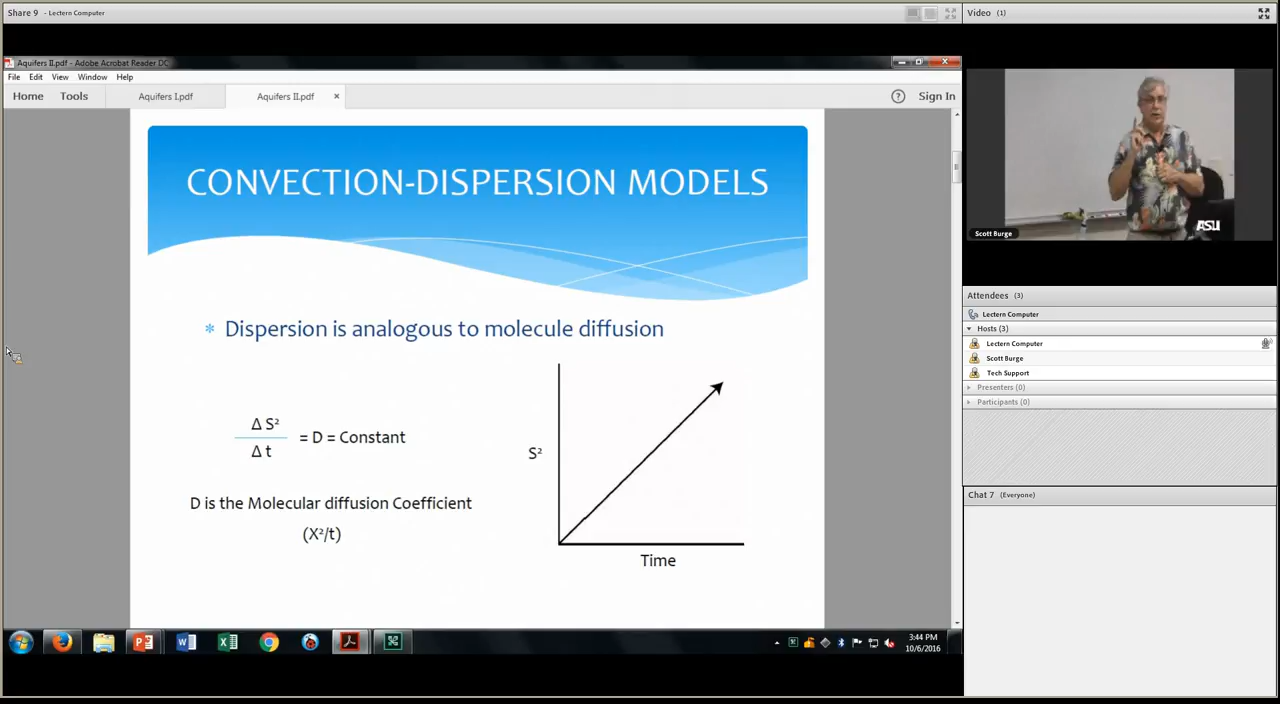 Share 9 - Lectern Computer
Video (1)
Aquifers II.pdf - Adobe Acrobat Reader DC
File Edit View Window Help
Home Tools Aquifers I.pdf Aquifers II.pdf × ? Sign In
CONVECTION-DISPERSION MODELS
* Dispersion is analogous to molecule diffusion
Δ S²
Δ t
= D = Constant
D is the Molecular diffusion Coefficient
(X²/t)
S²
Time
ASU
Scott Burge
Attendees (3)
Lectern Computer
Hosts (3)
Lectern Computer
Scott Burge
Tech Support
Presenters (0)
Participants (0)
Chat 7 (Everyone)
3:44 PM
10/6/2016